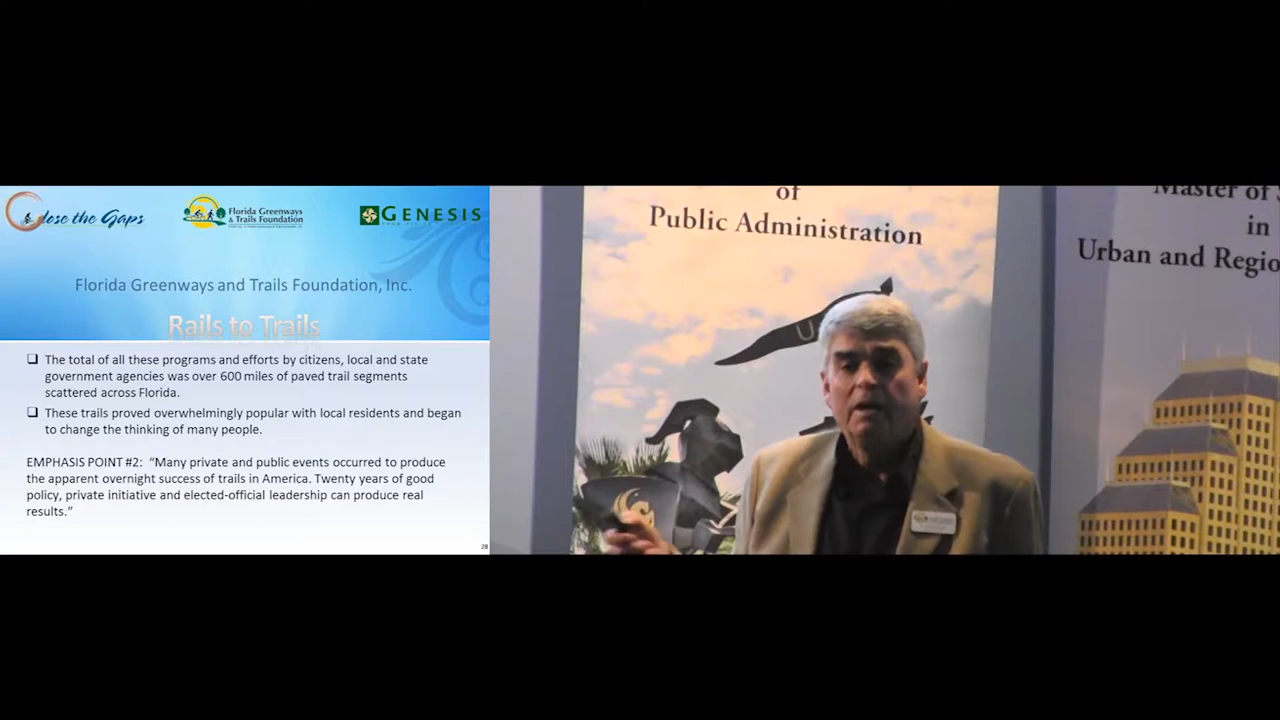 Close the Gaps
Florida Greenways
& Trails Foundation
GENESIS
Florida Greenways and Trails Foundation, Inc.
Rails to Trails
❑ The total of all these programs and efforts by citizens, local and state
government agencies was over 600 miles of paved trail segments
scattered across Florida.
❑ These trails proved overwhelmingly popular with local residents and began
to change the thinking of many people.
EMPHASIS POINT #2: “Many private and public events occurred to produce
the apparent overnight success of trails in America. Twenty years of good
policy, private initiative and elected-official leadership can produce real
results.”
28
of
Public Administration
Master of
in
Urban and Regio